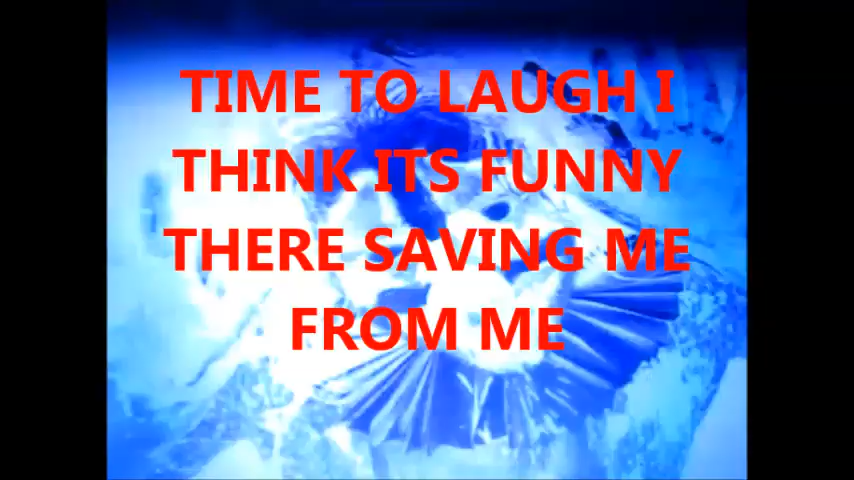 TIME TO LAUGH I
THINK ITS FUNNY
THERE SAVING ME
FROM ME